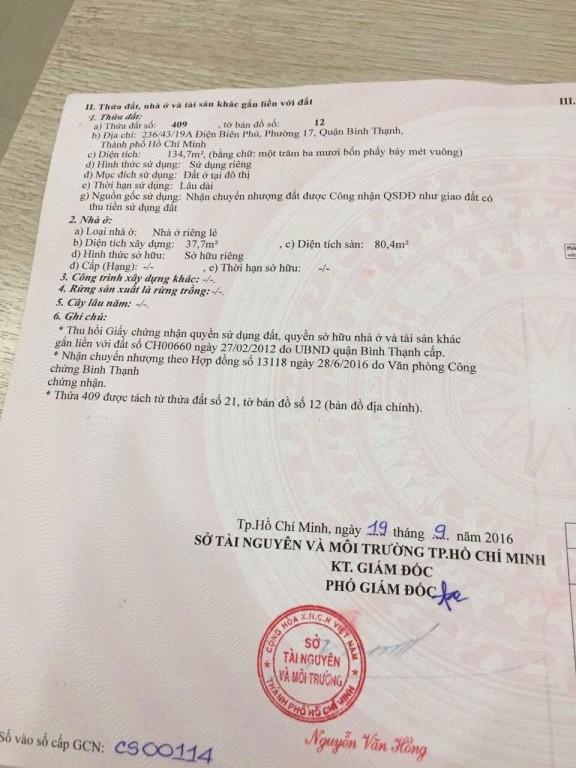 II. Thửa đất, nhà ở và tài sản khác gắn liền với đất
III.
1. Thửa đất:
a) Thửa đất số: 409 , tờ bản đồ số: 12
b) Địa chỉ: 236/43/19A Điện Biên Phủ, Phường 17, Quận Bình Thạnh,
Thành phố Hồ Chí Minh
c) Diện tích: 134,7m², (bằng chữ: một trăm ba mươi bốn phẩy bảy mét vuông)
d) Hình thức sử dụng: Sử dụng riêng
đ) Mục đích sử dụng: Đất ở tại đô thị
e) Thời hạn sử dụng: Lâu dài
g) Nguồn gốc sử dụng: Nhận chuyển nhượng đất được Công nhận QSDĐ như giao đất có
thu tiền sử dụng đất
2. Nhà ở:
a) Loại nhà ở: Nhà ở riêng lẻ
b) Diện tích xây dựng: 37,7m² , c) Diện tích sàn: 80,4m²
d) Hình thức sở hữu: Sở hữu riêng
đ) Cấp (Hạng): -/- , e) Thời hạn sở hữu: -/-
3. Công trình xây dựng khác: -/-.
4. Rừng sản xuất là rừng trồng: -/-.
5. Cây lâu năm: -/-.
6. Ghi chú:
* Thu hồi Giấy chứng nhận quyền sử dụng đất, quyền sở hữu nhà ở và tài sản khác
gắn liền với đất số CH00660 ngày 27/02/2012 do UBND quận Bình Thạnh cấp.
* Nhận chuyển nhượng theo Hợp đồng số 13118 ngày 28/6/2016 do Văn phòng Công
chứng Bình Thạnh
chứng nhận.
* Thửa 409 được tách từ thửa đất số 21, tờ bản đồ số 12 (bản đồ địa chính).
Tp.Hồ Chí Minh, ngày 19 tháng 9 năm 2016
SỞ TÀI NGUYÊN VÀ MÔI TRƯỜNG TP.HỒ CHÍ MINH
KT. GIÁM ĐỐC
PHÓ GIÁM ĐỐC
CỘNG HÒA X.H.C.N VIỆT NAM
SỞ
TÀI NGUYÊN
VÀ MÔI TRƯỜNG
THÀNH PHỐ HỒ CHÍ MINH
Nguyễn Văn Hồng
Số vào sổ cấp GCN: CS00114